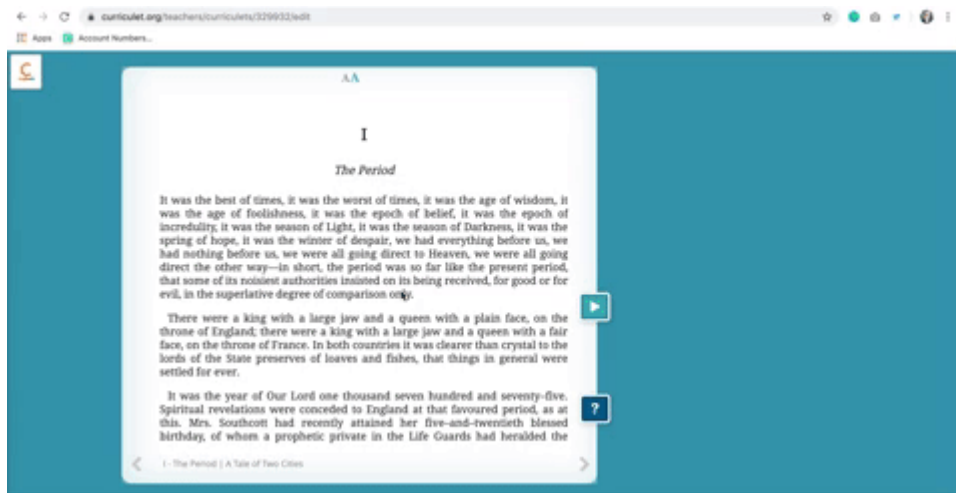 curriculet.org/teachers/curriculets/329932/edit
Apps Account Numbers...
C
AA
I
The Period
It was the best of times, it was the worst of times, it was the age of wisdom, it
was the age of foolishness, it was the epoch of belief, it was the epoch of
incredulity, it was the season of Light, it was the season of Darkness, it was the
spring of hope, it was the winter of despair, we had everything before us, we
had nothing before us, we were all going direct to Heaven, we were all going
direct the other way—in short, the period was so far like the present period,
that some of its noisiest authorities insisted on its being received, for good or for
evil, in the superlative degree of comparison only.
There were a king with a large jaw and a queen with a plain face, on the
throne of England; there were a king with a large jaw and a queen with a fair
face, on the throne of France. In both countries it was clearer than crystal to the
lords of the State preserves of loaves and fishes, that things in general were
settled for ever.
It was the year of Our Lord one thousand seven hundred and seventy-five.
Spiritual revelations were conceded to England at that favoured period, as at
this. Mrs. Southcott had recently attained her five-and-twentieth blessed
birthday, of whom a prophetic private in the Life Guards had heralded the
?
I - The Period | A Tale of Two Cities